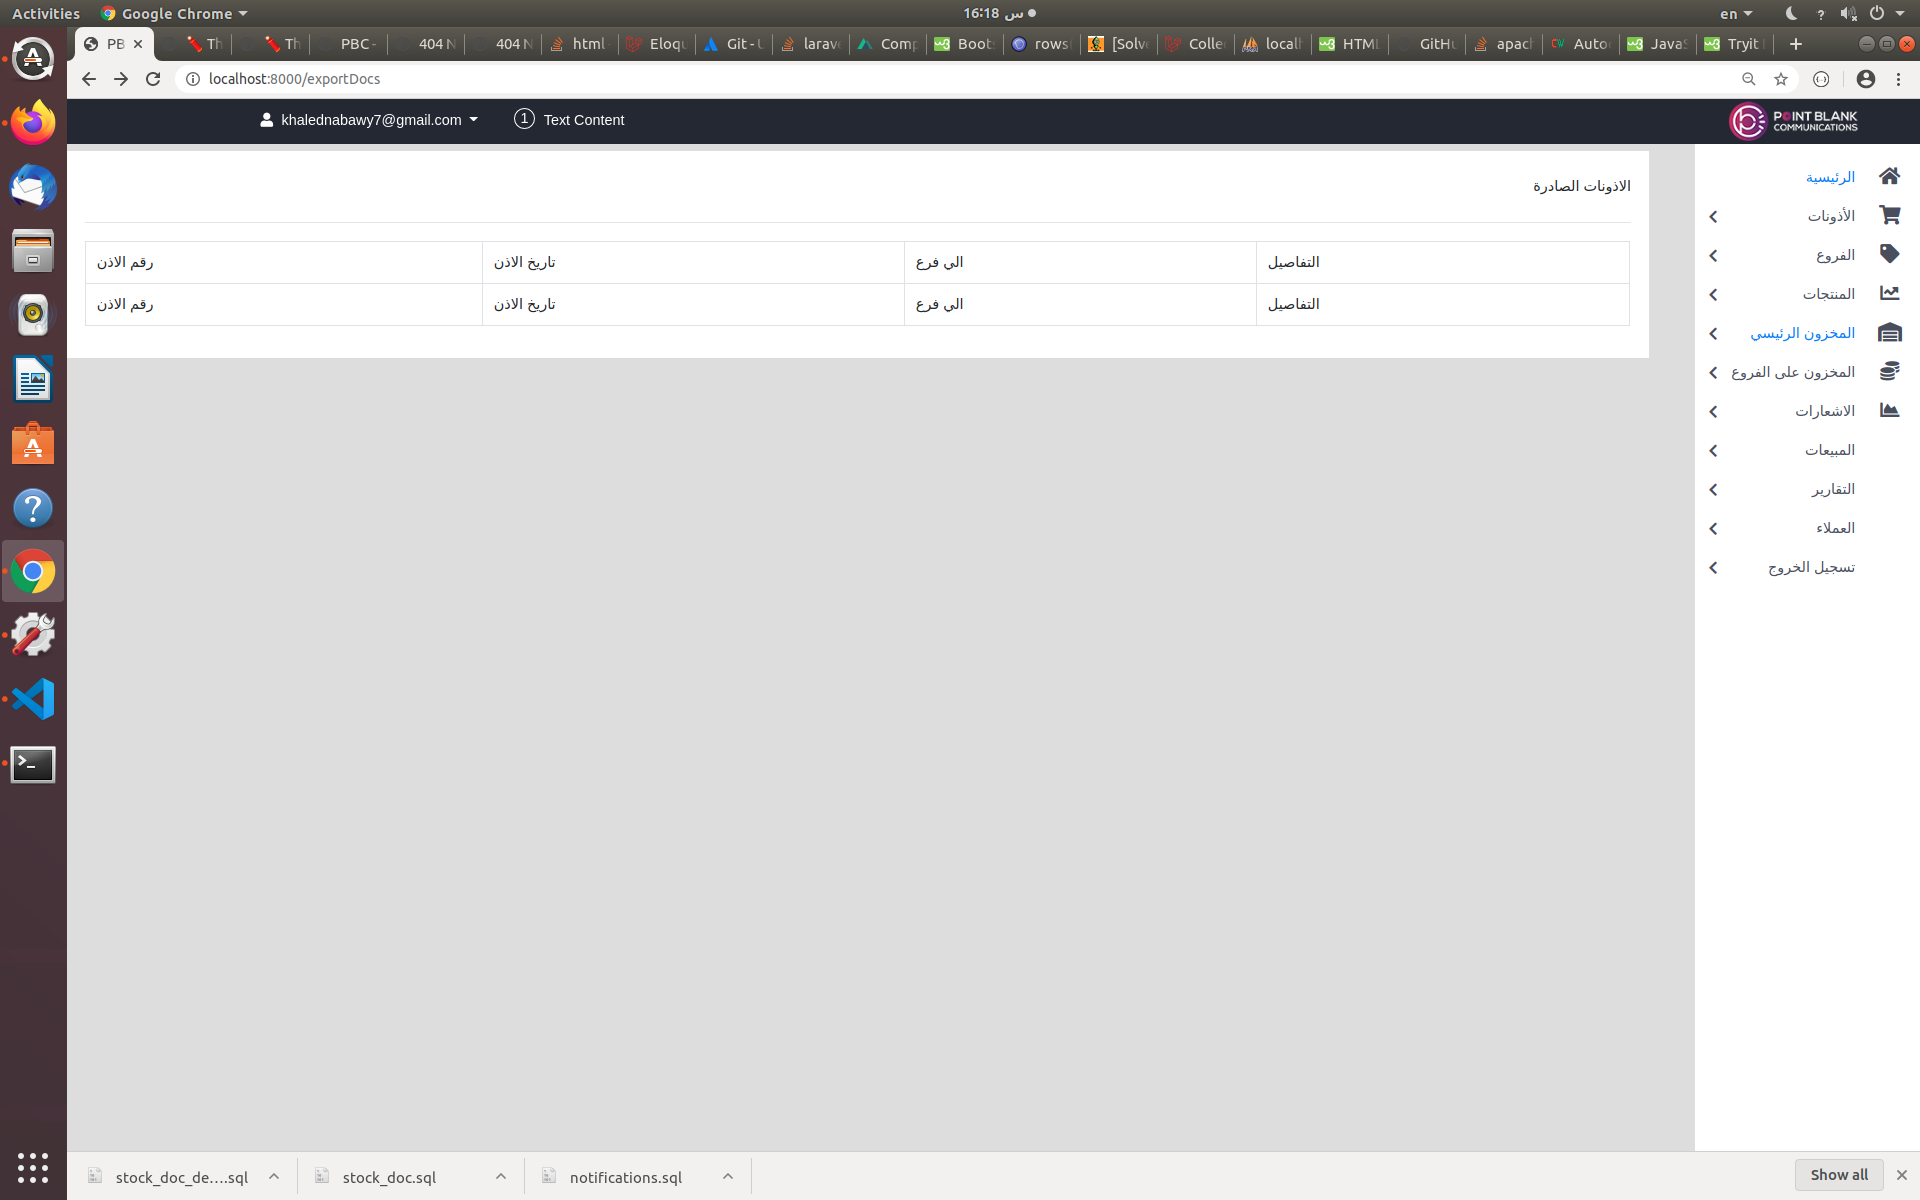 Activities Google Chrome 16:18 س en
PB Th Th PBC - 404 N 404 N html Eloqu Git - U larave Comp Boot rows [Solve Colle localh HTML GitHu apach Auto JavaS Tryit
localhost:8000/exportDocs
khalednabawy7@gmail.com 1 Text Content POINT BLANK
COMMUNICATIONS
الاذونات الصادرة
رقم الاذن تاريخ الاذن الي فرع التفاصيل
رقم الاذن تاريخ الاذن الي فرع التفاصيل
الرئيسية
الأذونات
الفروع
المنتجات
المخزون الرئيسي
المخزون على الفروع
الاشعارات
المبيعات
التقارير
العملاء
تسجيل الخروج
stock_doc_de....sql stock_doc.sql notifications.sql Show all